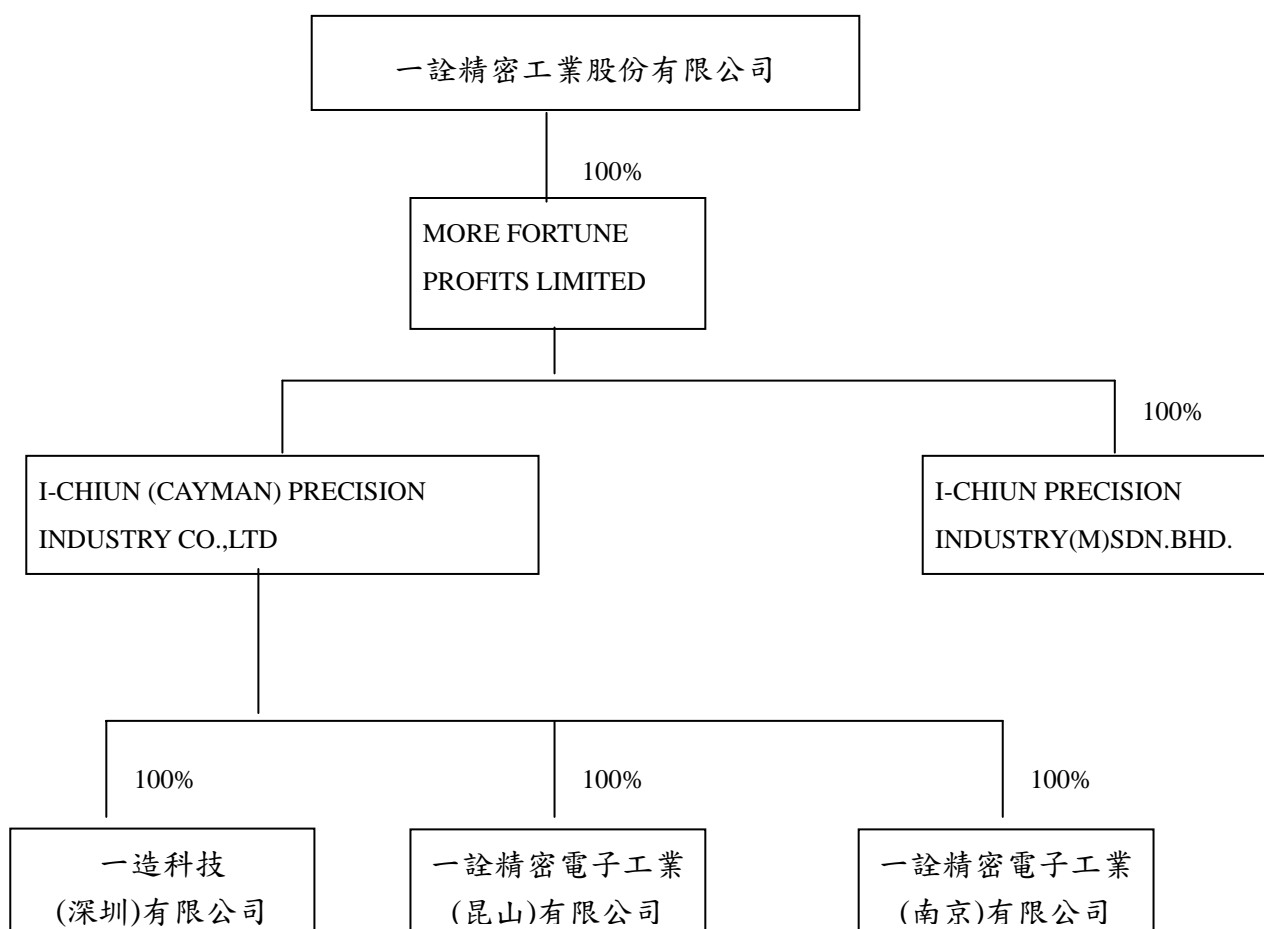 一詮精密工業股份有限公司
100%
MORE FORTUNE
PROFITS LIMITED
100%
I-CHIUN (CAYMAN) PRECISION
INDUSTRY CO.,LTD
I-CHIUN PRECISION
INDUSTRY(M)SDN.BHD.
100%
100%
100%
一造科技
(深圳)有限公司
一詮精密電子工業
(昆山)有限公司
一詮精密電子工業
(南京)有限公司